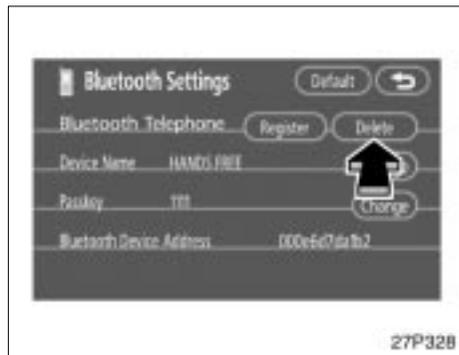 Bluetooth Settings Default
Bluetooth Telephone Register Delete
Device Name HANDS FREE
Passkey 1111 Change
Bluetooth Device Address 000e6d7da1b2
27P328